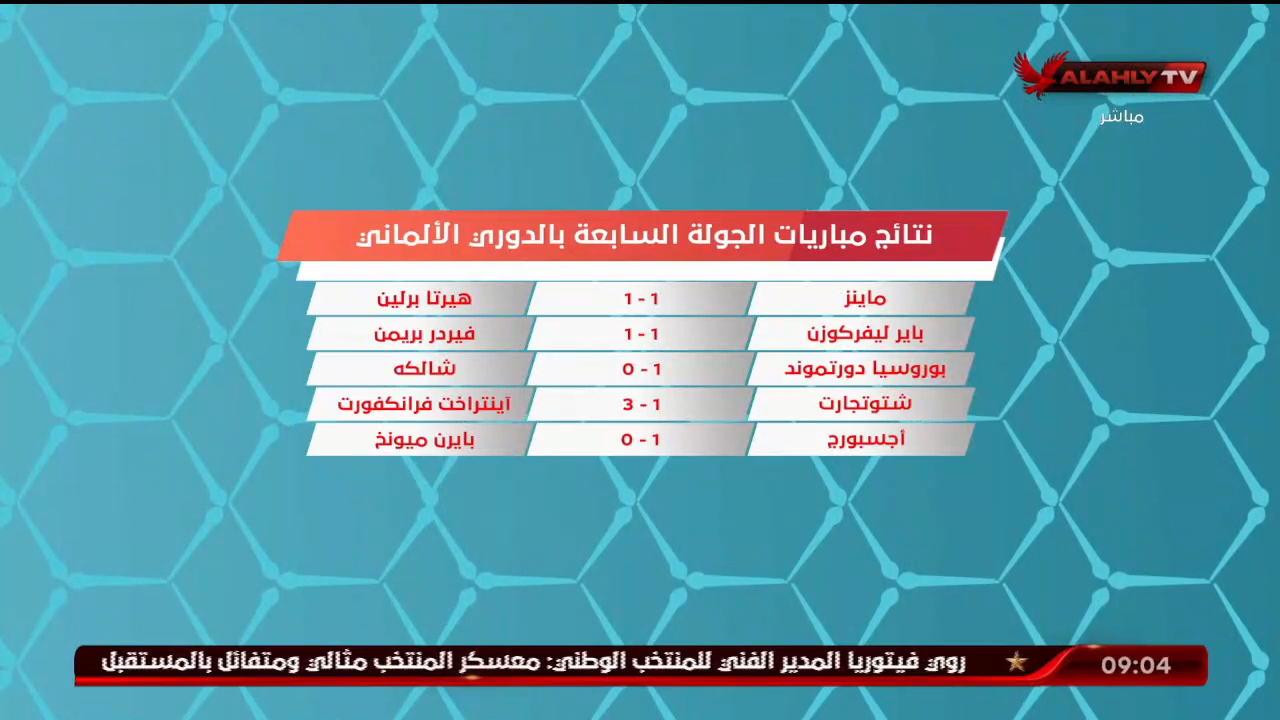 ALAHLY TV
مباشر
نتائج مباريات الجولة السابعة بالدوري الألماني
ماينز 1 - 1 هيرتا برلين
باير ليفركوزن 1 - 1 فيردر بريمن
بوروسيا دورتموند 1 - 0 شالكه
شتوتجارت 1 - 3 آينتراخت فرانكفورت
أجسبورج 1 - 0 بايرن ميونخ
09:04 روي فيتوريا المدير الفني للمنتخب الوطني: معسكر المنتخب مثالي ومتفائل بالمستقبل